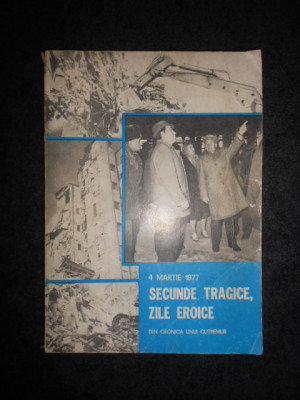 4 MARTIE 1977
SECUNDE TRAGICE,
ZILE EROICE
DIN CRONICA UNUI CUTREMUR